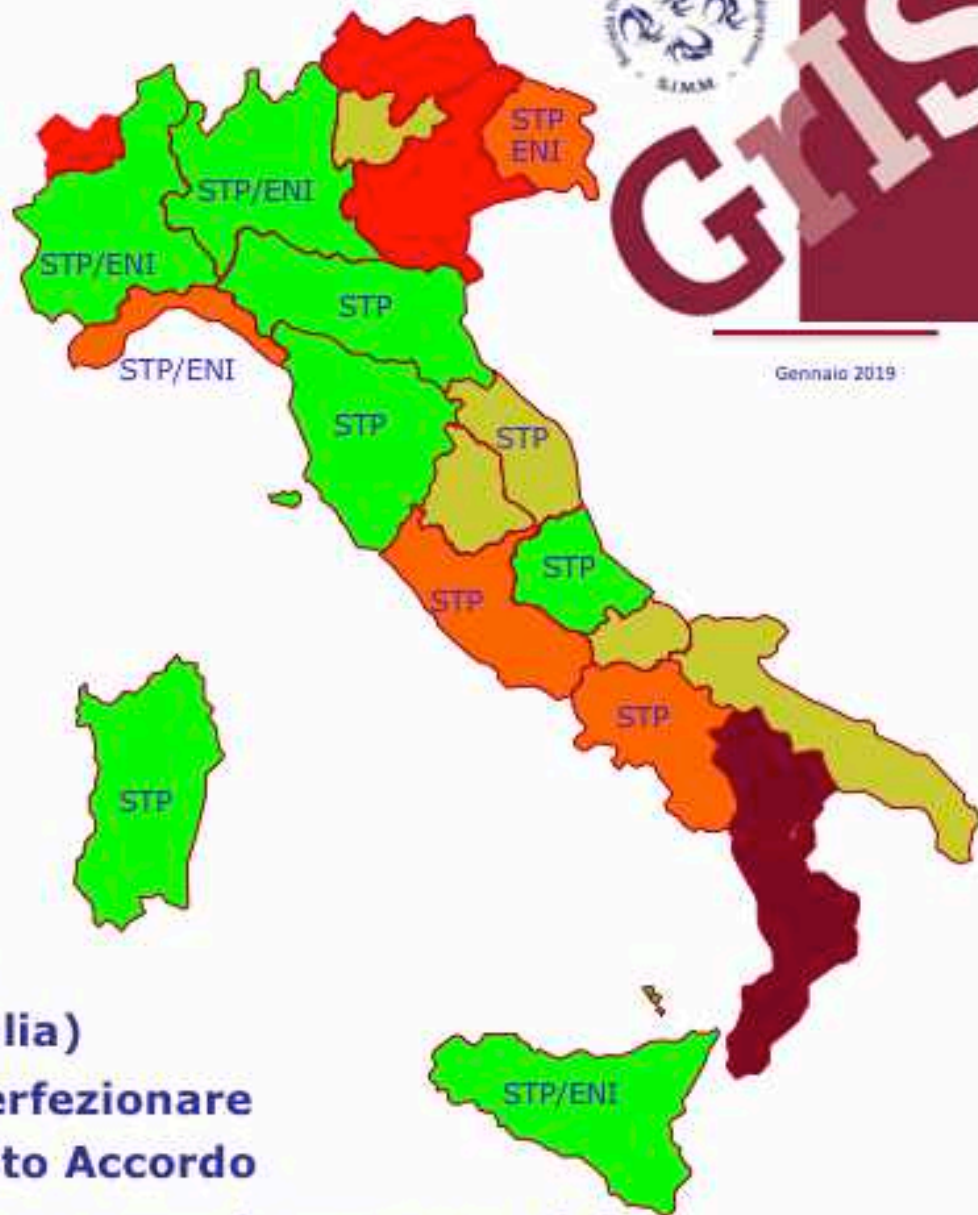 S.I.M.M.
GrIS
Gennaio 2019
STP
ENI
STP/ENI
STP/ENI
STP
STP/ENI
STP
STP
STP
STP
STP
STP
STP/ENI
lia)
erfezionare
to Accordo